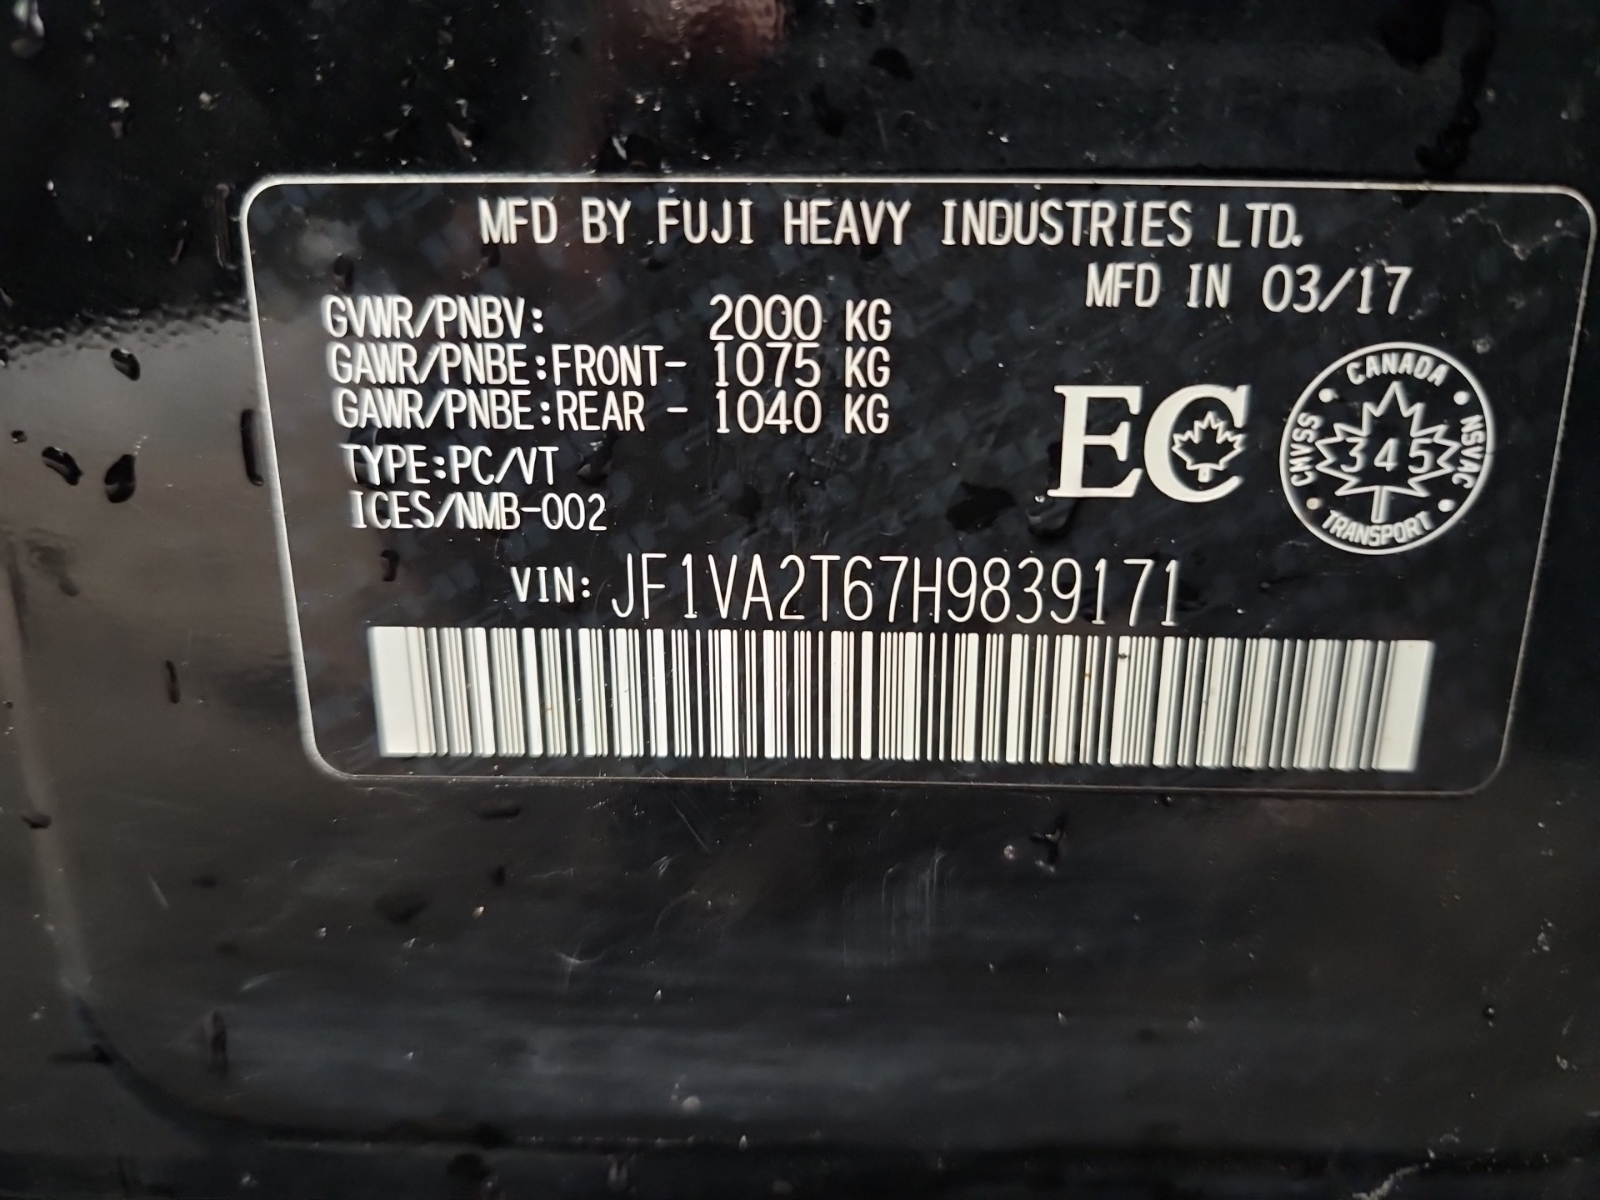 MFD BY FUJI HEAVY INDUSTRIES LTD.
MFD IN 03/17
GVWR/PNBV: 2000 KG
GAWR/PNBE:FRONT- 1075 KG
GAWR/PNBE:REAR - 1040 KG
TYPE:PC/VT
ICES/NMB-002
EC
CANADA
CMVSS
345
NSVAC
TRANSPORT
VIN: JF1VA2T67H9839171